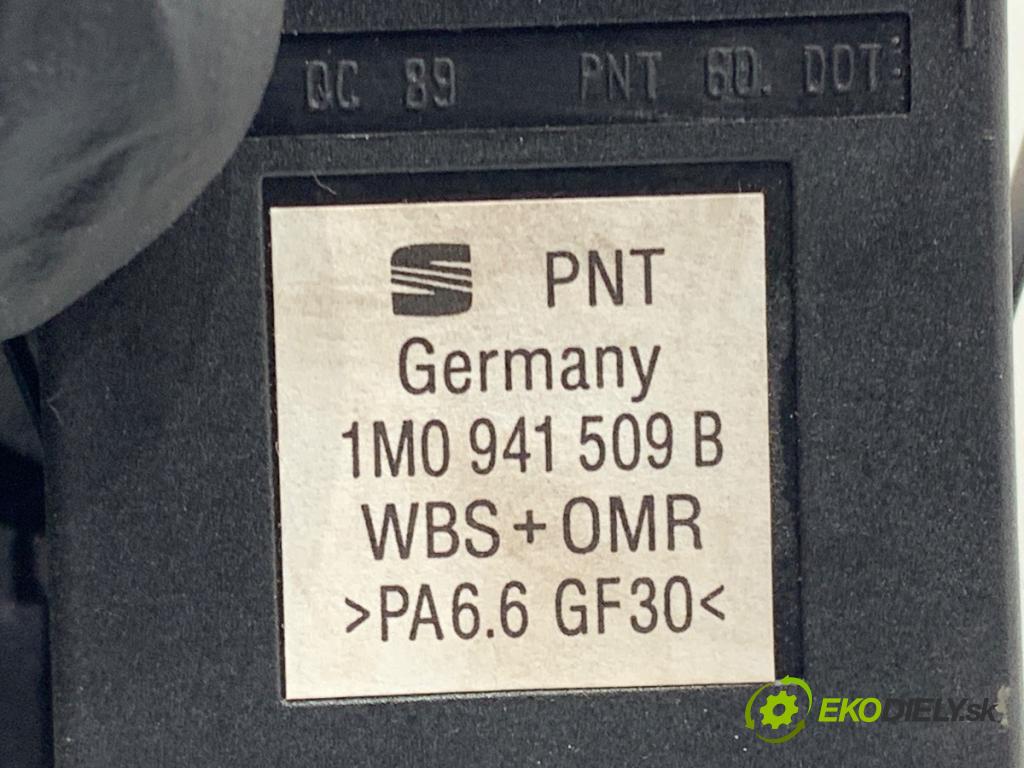 QC 89 PNT 60. DOT:
PNT
Germany
1M0 941 509 B
WBS + OMR
>PA6.6 GF30<
EKODIELY.sk